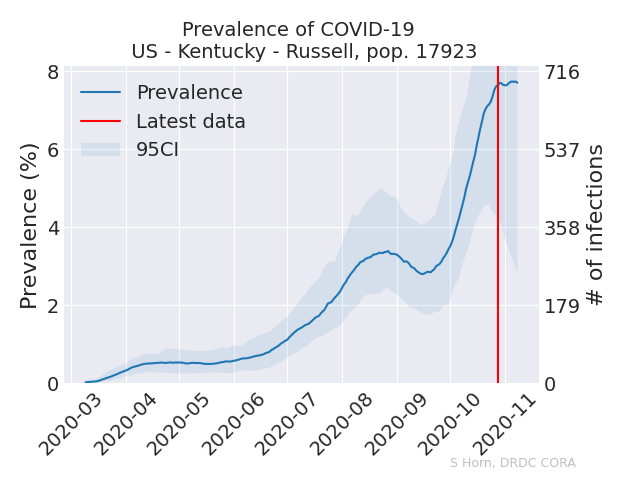 Prevalence of COVID-19
US - Kentucky - Russell, pop. 17923
Prevalence
Latest data
95CI
Prevalence (%)
8
6
4
2
0
716
537
358
179
0
# of infections
2020-03
2020-04
2020-05
2020-06
2020-07
2020-08
2020-09
2020-10
2020-11
S Horn, DRDC CORA